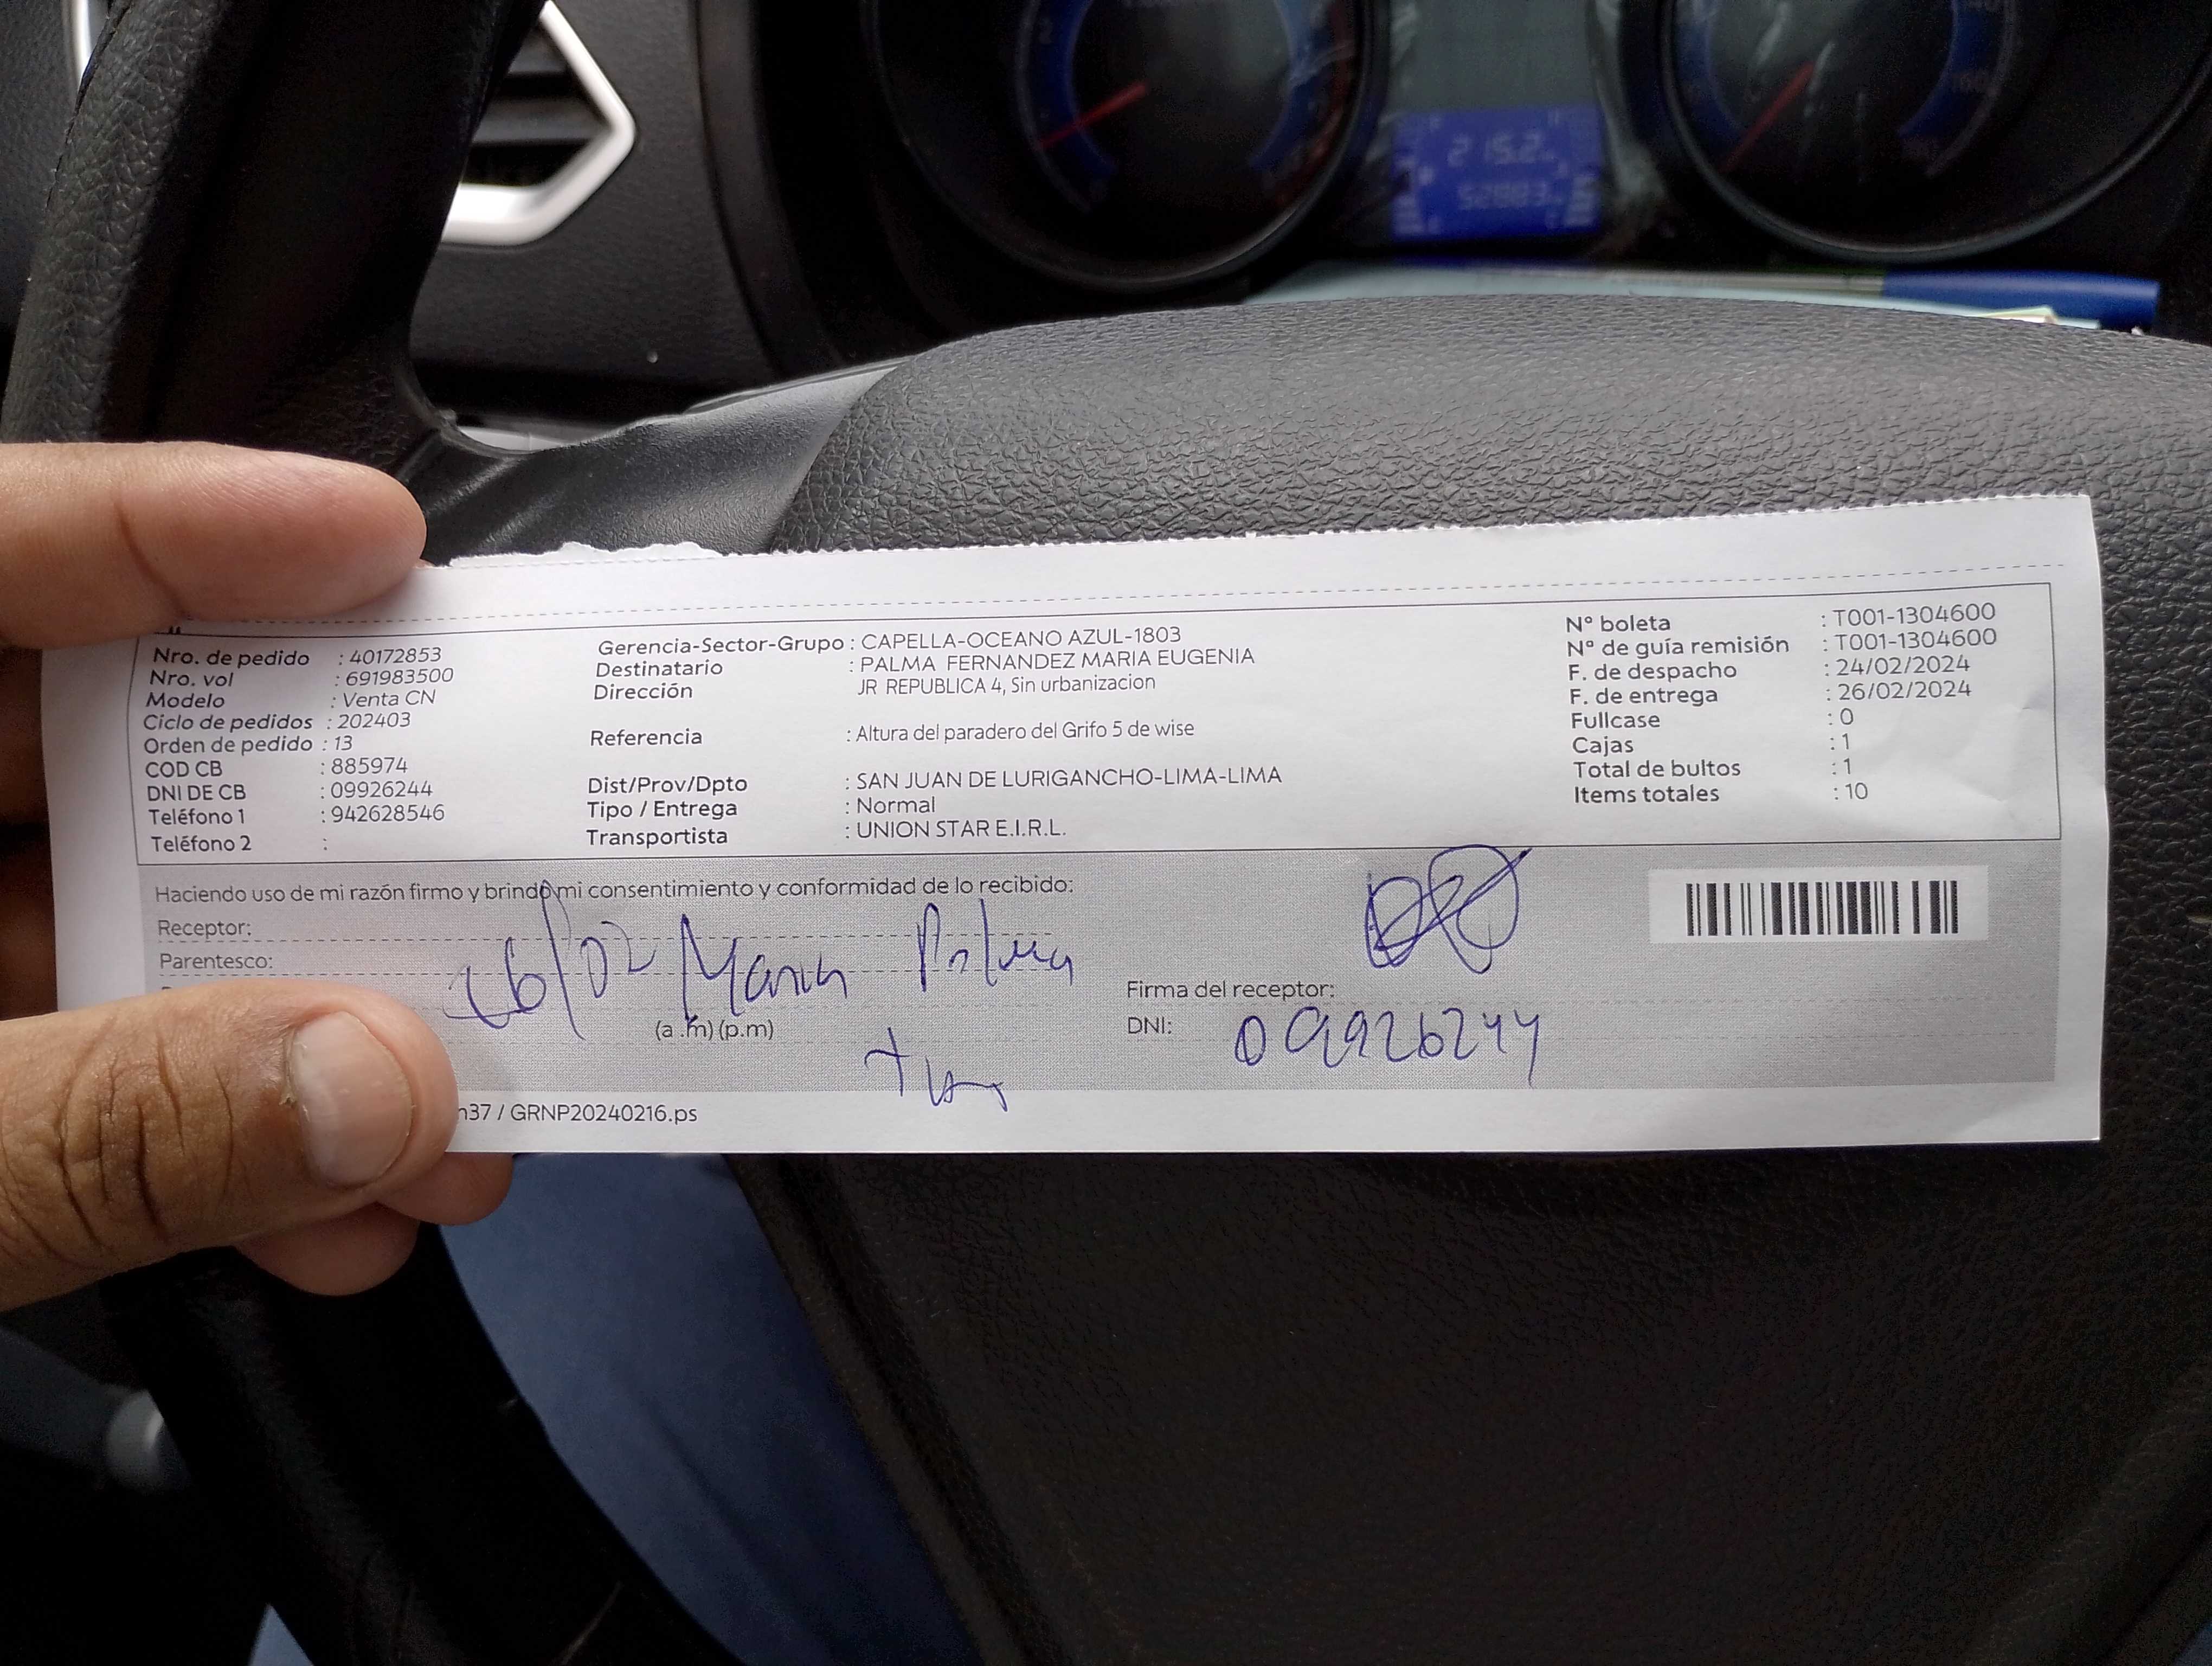 Nro. de pedido : 40172853
Nro. vol : 691983500
Modelo : Venta CN
Ciclo de pedidos : 202403
Orden de pedido : 13
COD CB : 885974
DNI DE CB : 09926244
Teléfono 1 : 942628546
Teléfono 2 :
Gerencia-Sector-Grupo : CAPELLA-OCEANO AZUL-1803
Destinatario : PALMA FERNANDEZ MARIA EUGENIA
Dirección JR REPUBLICA 4, Sin urbanizacion
Referencia : Altura del paradero del Grifo 5 de wise
Dist/Prov/Dpto : SAN JUAN DE LURIGANCHO-LIMA-LIMA
Tipo / Entrega : Normal
Transportista : UNION STAR E.I.R.L.
N° boleta : T001-1304600
N° de guía remisión : T001-1304600
F. de despacho : 24/02/2024
F. de entrega : 26/02/2024
Fullcase : 0
Cajas : 1
Total de bultos : 1
Items totales : 10
Haciendo uso de mi razón firmo y brindo mi consentimiento y conformidad de lo recibido:
Receptor:
Parentesco:
26/02 Maria Palma
(a .m) (p.m)
Firma del receptor:
DNI: 09926244
n37 / GRNP20240216.ps